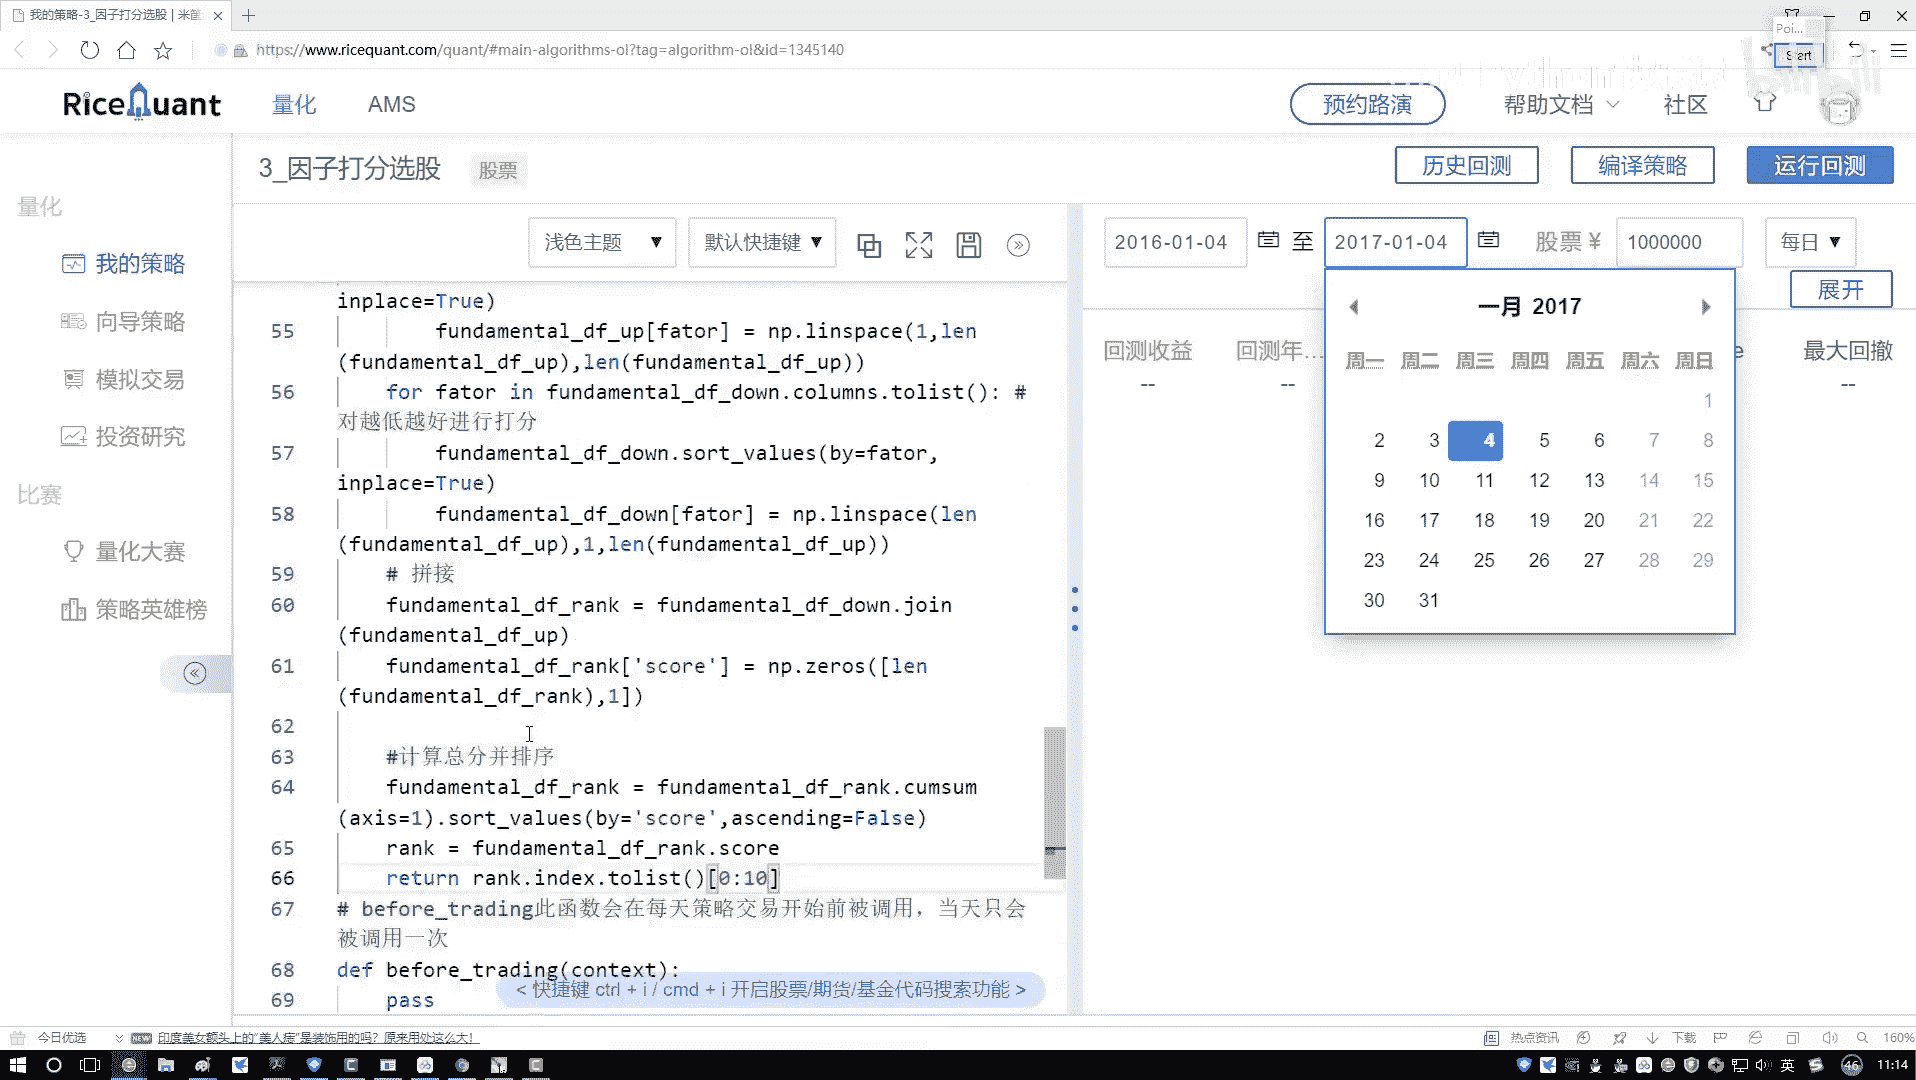 我的策略-3_因子打分选股 | 米筐
Poi...
Start
https://www.ricequant.com/quant/#main-algorithms-ol?tag=algorithm-ol&id=1345140
RiceQuant
量化
AMS
预约路演
帮助文档
社区
3_因子打分选股
股票
历史回测
编译策略
运行回测
量化
我的策略
向导策略
模拟交易
投资研究
比赛
量化大赛
策略英雄榜
浅色主题 ▼
默认快捷键 ▼
2016-01-04
至
2017-01-04
股票 ¥
1000000
每日 ▼
展开
inplace=True)
55 fundamental_df_up[fator] = np.linspace(1,len
(fundamental_df_up),len(fundamental_df_up))
56 for fator in fundamental_df_down.columns.tolist(): #
对越低越好进行打分
57 fundamental_df_down.sort_values(by=fator,
inplace=True)
58 fundamental_df_down[fator] = np.linspace(len
(fundamental_df_up),1,len(fundamental_df_up))
59 # 拼接
60 fundamental_df_rank = fundamental_df_down.join
(fundamental_df_up)
61 fundamental_df_rank['score'] = np.zeros([len
(fundamental_df_rank),1])
62
63 #计算总分并排序
64 fundamental_df_rank = fundamental_df_rank.cumsum
(axis=1).sort_values(by='score',ascending=False)
65 rank = fundamental_df_rank.score
66 return rank.index.tolist()[0:10]
67 # before_trading此函数会在每天策略交易开始前被调用，当天只会
被调用一次
68 def before_trading(context):
69 pass
< 快捷键 ctrl + i / cmd + i 开启股票/期货/基金代码搜索功能 >
一月 2017
周一 周二 周三 周四 周五 周六 周日
1
2 3 4 5 6 7 8
9 10 11 12 13 14 15
16 17 18 19 20 21 22
23 24 25 26 27 28 29
30 31
回测收益
--
回测年...
--
e
最大回撤
--
今日优选
NEW
印度美女额头上的"美人痣"是装饰用的吗？原来用处这么大！
热点资讯
下载
160%
英
46
11:14